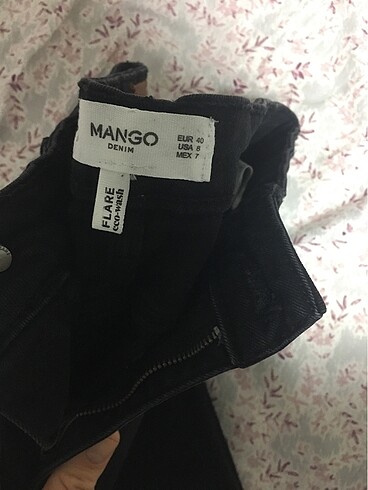 MANGO
DENIM
EUR 40
USA 8
MEX 7
FLARE
eco-wash